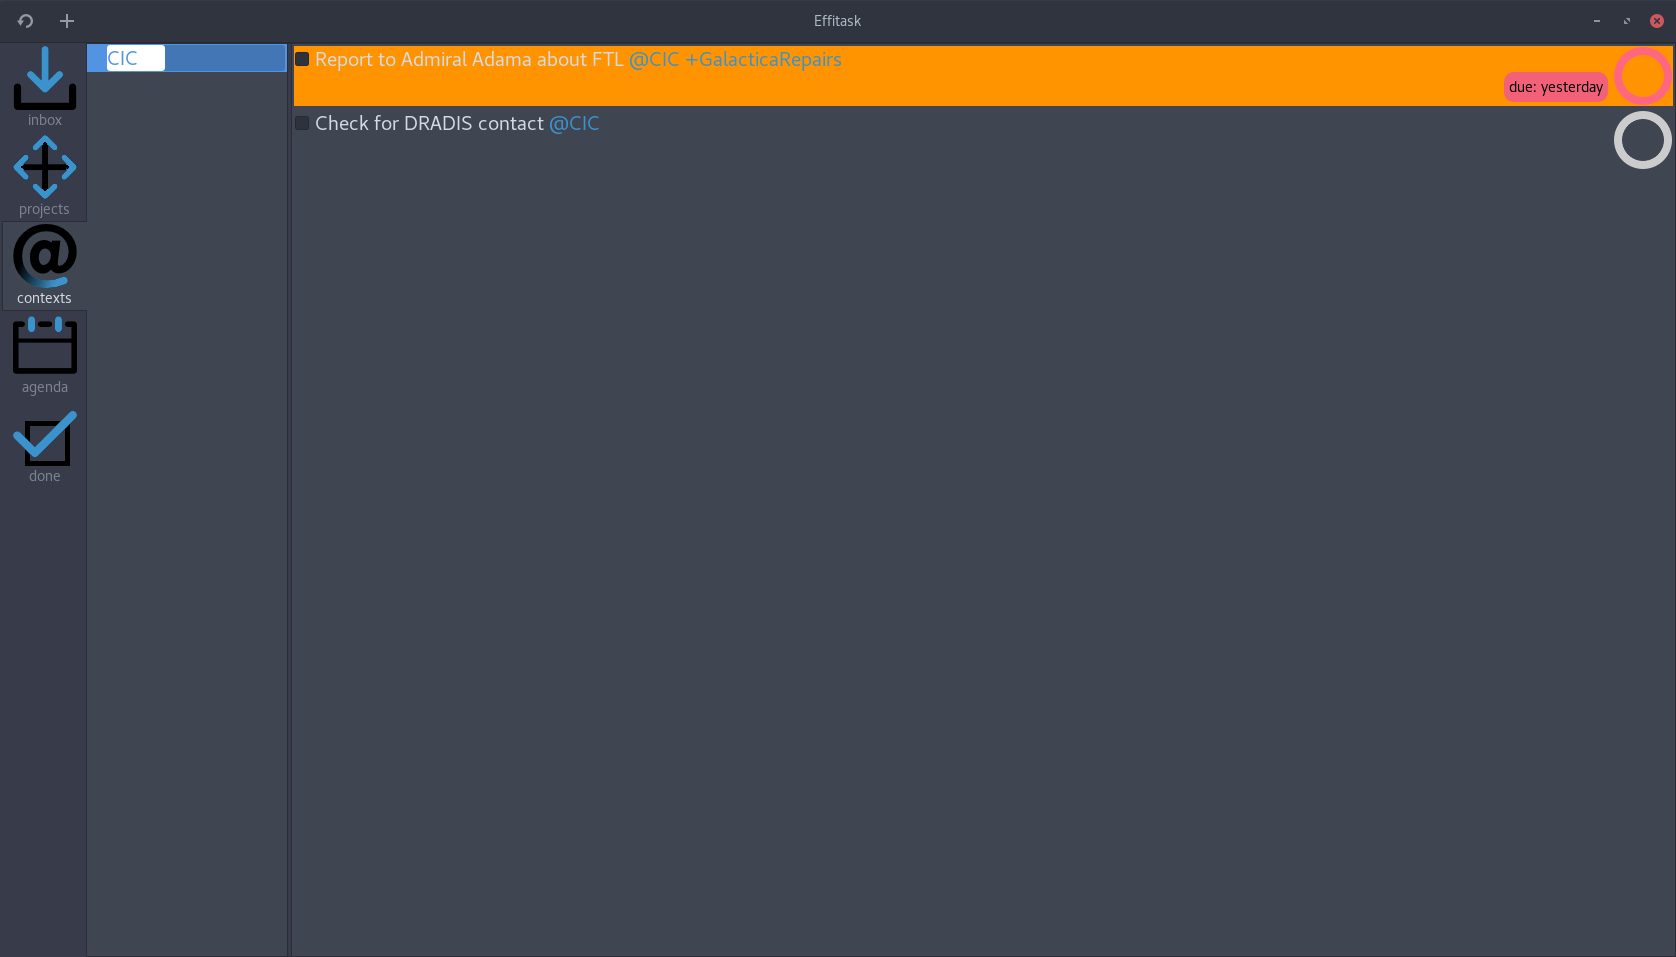 Effitask
inbox
projects
contexts
agenda
done
CIC
Report to Admiral Adama about FTL @CIC +GalacticaRepairs
due: yesterday
Check for DRADIS contact @CIC